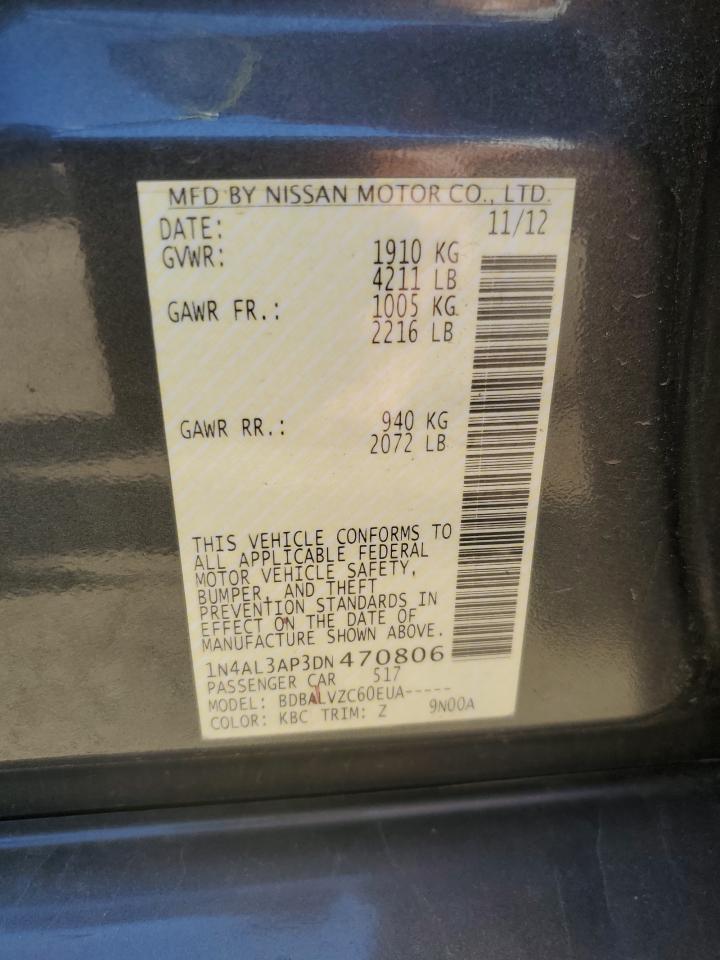 MFD BY NISSAN MOTOR CO., LTD.
DATE: 11/12
GVWR: 1910 KG
4211 LB
GAWR FR.: 1005 KG
2216 LB
GAWR RR.: 940 KG
2072 LB
THIS VEHICLE CONFORMS TO
ALL APPLICABLE FEDERAL
MOTOR VEHICLE SAFETY,
BUMPER, AND THEFT
PREVENTION STANDARDS IN
EFFECT ON THE DATE OF
MANUFACTURE SHOWN ABOVE.
1N4AL3AP3DN470806
PASSENGER CAR 517
MODEL: BDBALVZC60EUA-----
COLOR: KBC TRIM: Z 9N00A